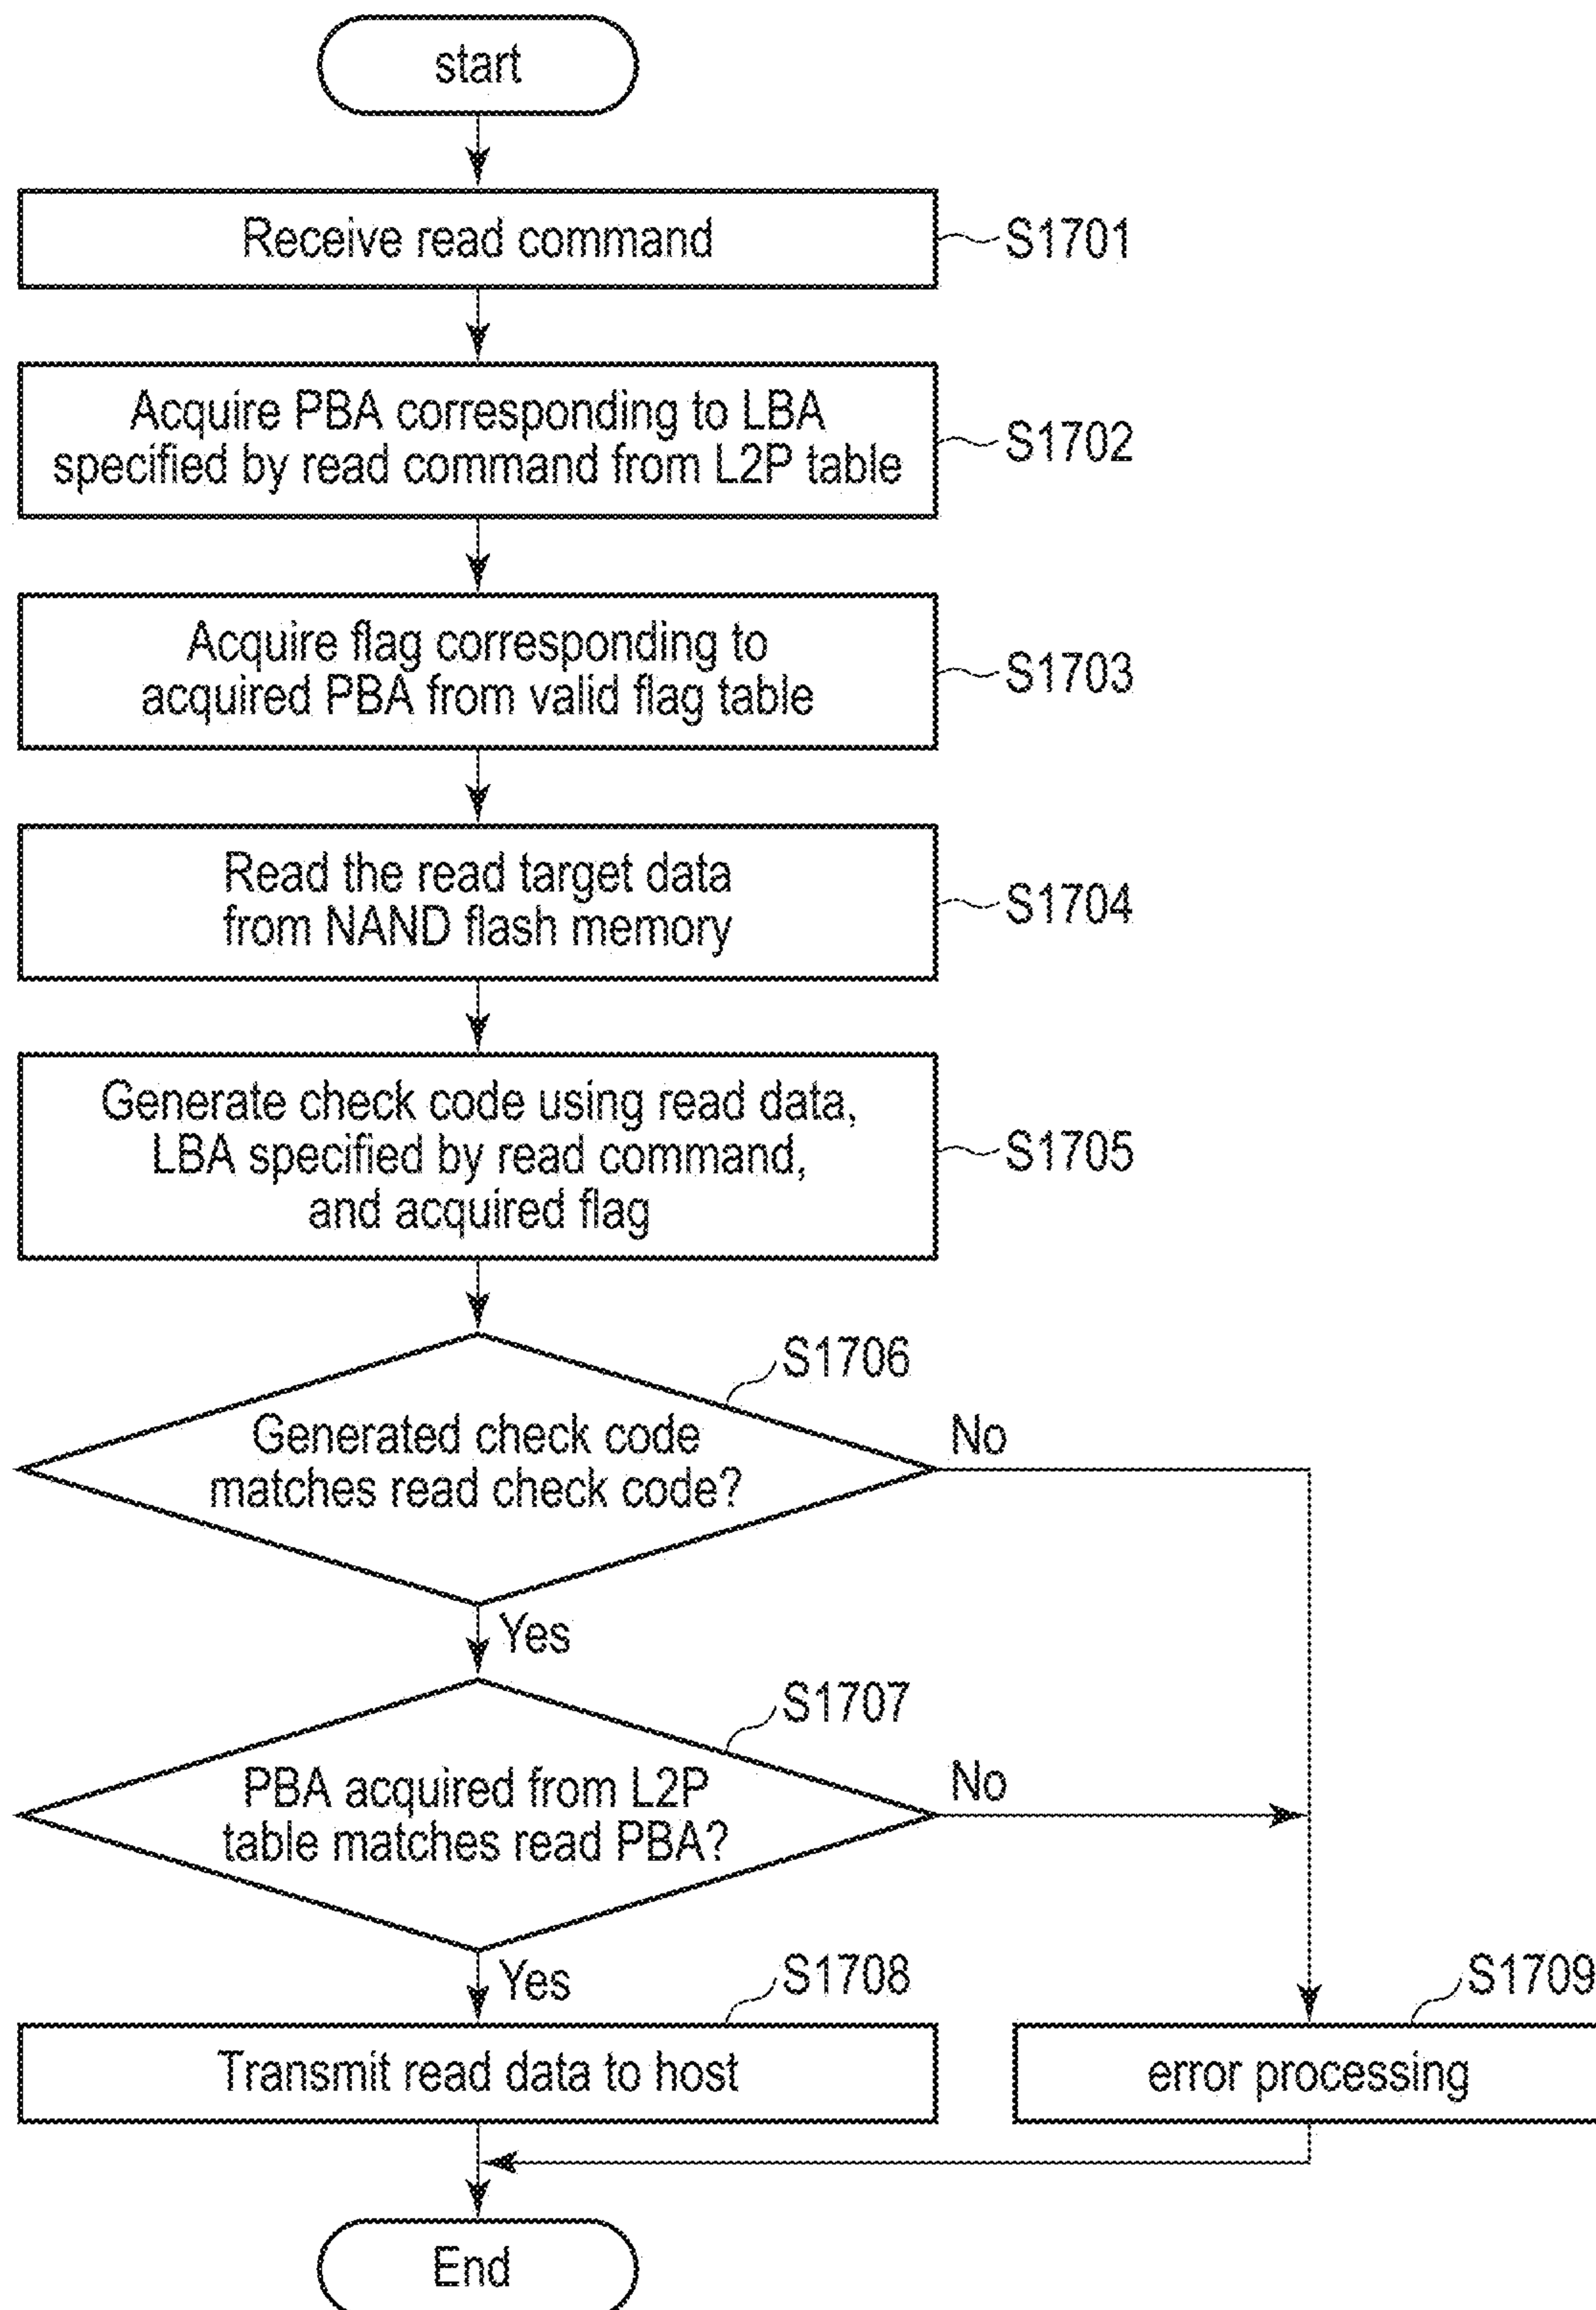 start
Receive read command
S1701
Acquire PBA corresponding to LBA
specified by read command from L2P table
S1702
Acquire flag corresponding to
acquired PBA from valid flag table
S1703
Read the read target data
from NAND flash memory
S1704
Generate check code using read data,
LBA specified by read command,
and acquired flag
S1705
S1706
Generated check code
matches read check code?
No
Yes
S1707
PBA acquired from L2P
table matches read PBA?
No
Yes
S1708
Transmit read data to host
S1709
error processing
End